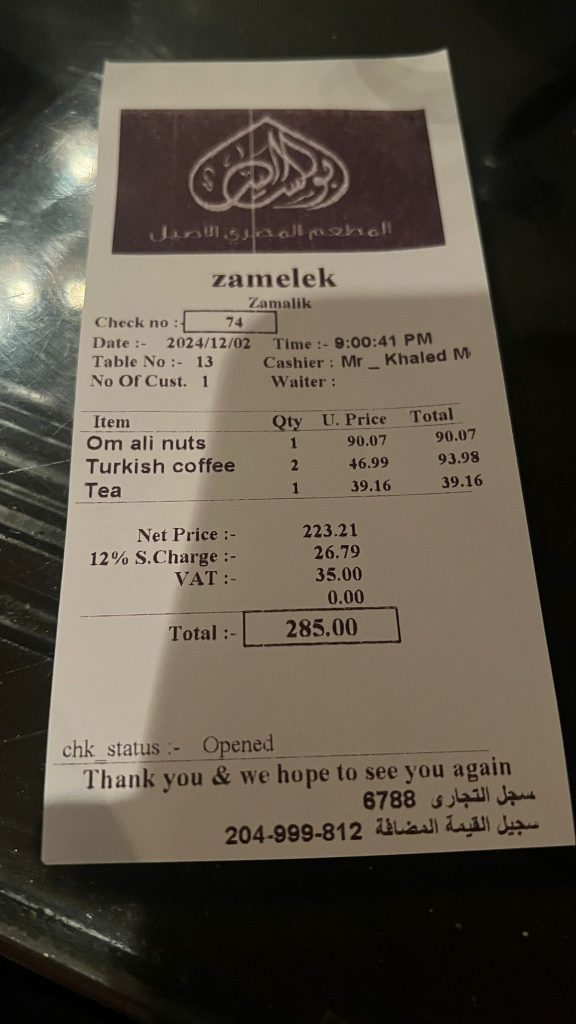 المطعم المصري الاصيل
zamelek
Zamalik
Check no :- 74
Date :- 2024/12/02 Time :- 9:00:41 PM
Table No :- 13 Cashier : Mr _ Khaled M
No Of Cust. 1 Waiter :
Item Qty U. Price Total
Om ali nuts 1 90.07 90.07
Turkish coffee 2 46.99 93.98
Tea 1 39.16 39.16
Net Price :- 223.21
12% S.Charge :- 26.79
VAT :- 35.00
0.00
Total :- 285.00
chk_status :- Opened
Thank you & we hope to see you again
سجل التجارى 6788
سجيل القيمة المضافة 204-999-812